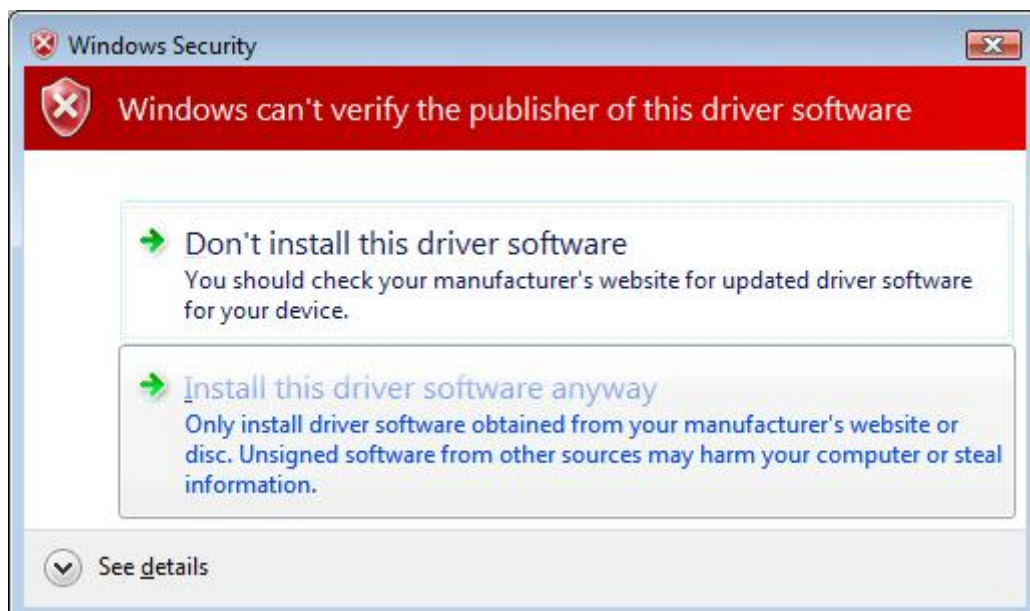 Windows Security
Windows can't verify the publisher of this driver software
Don't install this driver software
You should check your manufacturer's website for updated driver software
for your device.
Install this driver software anyway
Only install driver software obtained from your manufacturer's website or
disc. Unsigned software from other sources may harm your computer or steal
information.
See details